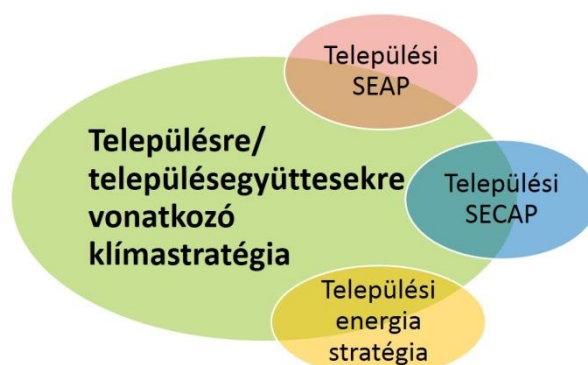 Települési
SEAP
Településre/
településegyüttesekre
vonatkozó
klímastratégia
Települési
SECAP
Települési
energia
stratégia